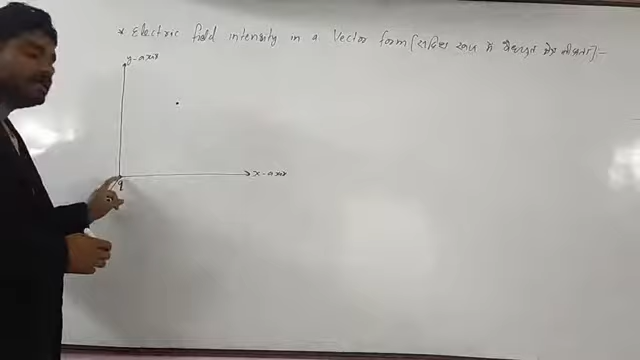 * Electric field intensity in a Vector form [सदिश रूप में वैद्युत क्षेत्र तीव्रता]:-
y-axis
x-axis
q